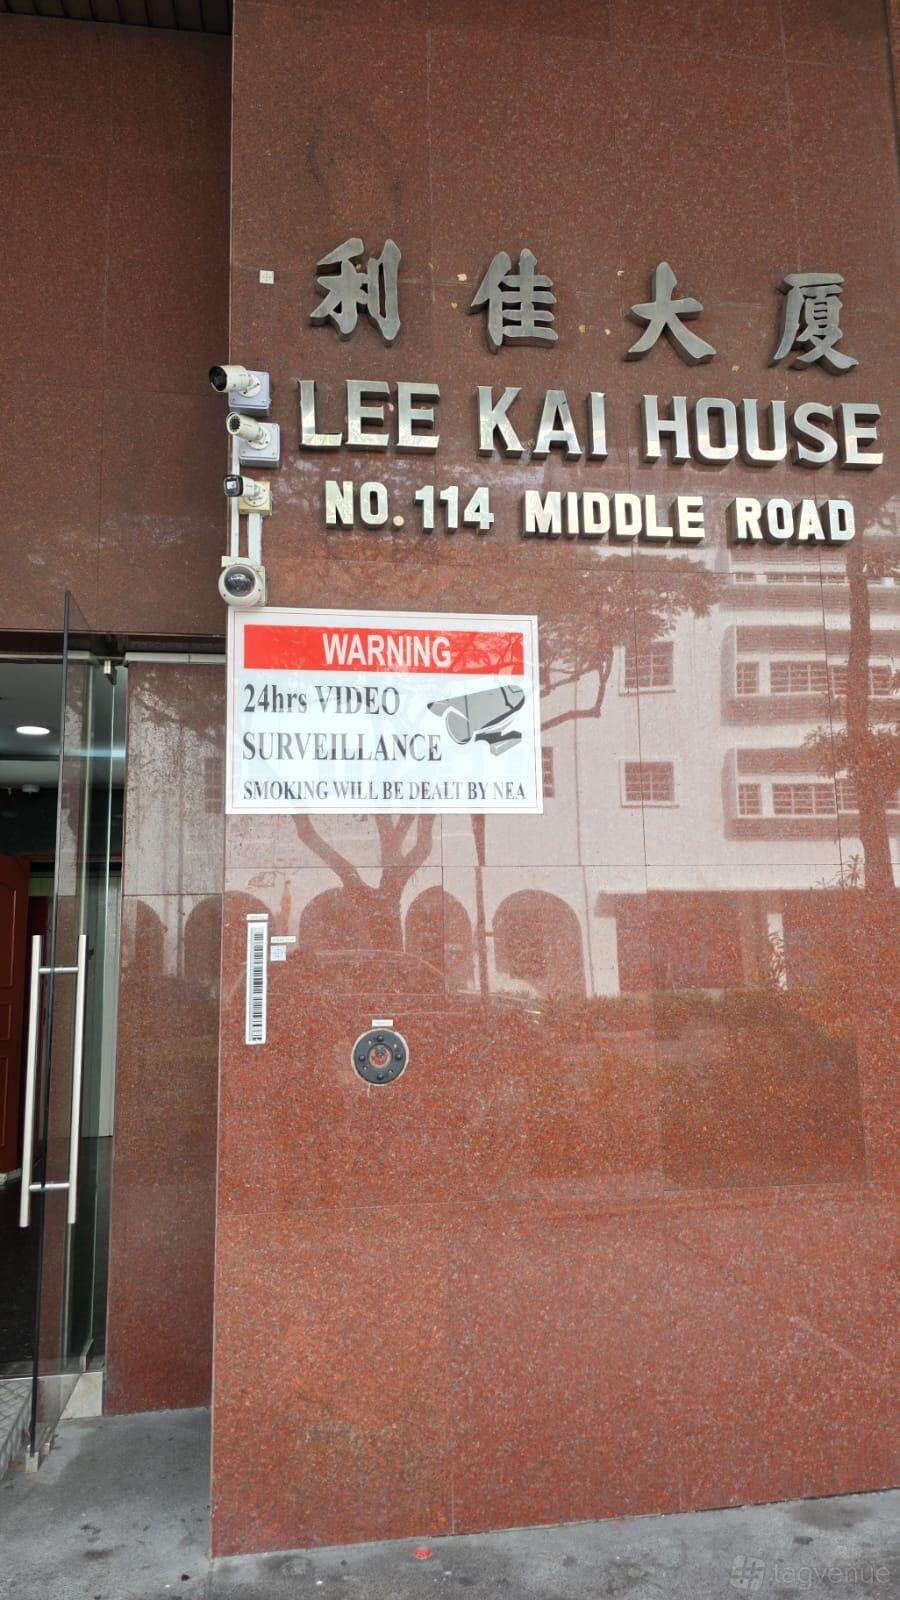 利佳大厦
LEE KAI HOUSE
NO. 114 MIDDLE ROAD
WARNING
24hrs VIDEO
SURVEILLANCE
SMOKING WILL BE DEALT BY NEA
tagvenue